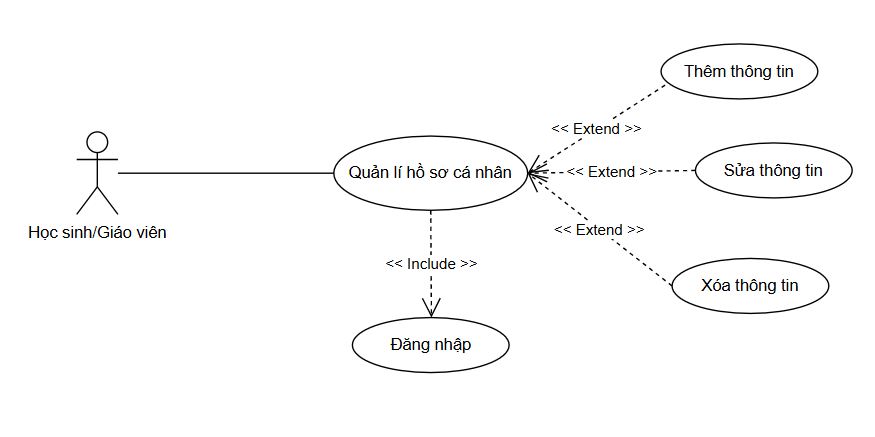 Thêm thông tin
<< Extend >>
Quản lí hồ sơ cá nhân
<< Extend >>
Sửa thông tin
Học sinh/Giáo viên
<< Extend >>
<< Include >>
Xóa thông tin
Đăng nhập